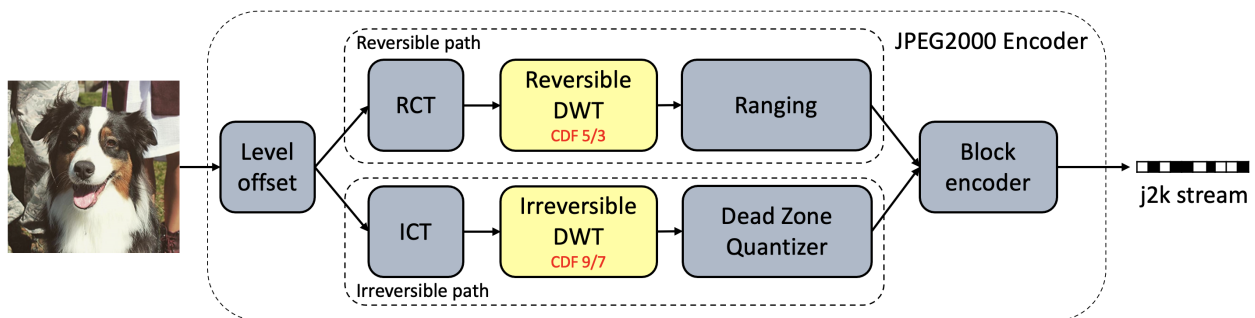 JPEG2000 Encoder
Reversible path
RCT
Reversible
DWT
CDF 5/3
Ranging
Level
offset
Block
encoder
j2k stream
ICT
Irreversible
DWT
CDF 9/7
Dead Zone
Quantizer
Irreversible path